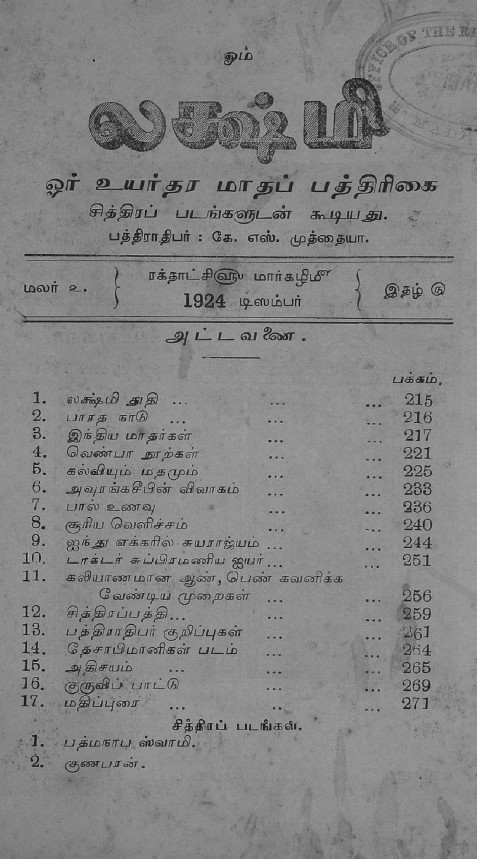 ஓம்
லக்ஷ்மி
ஓர் உயர்தர மாதப் பத்திரிகை
சித்திரப் படங்களுடன் கூடியது.
பத்திராதிபர் : கே. எஸ். முத்தையா.
மலர் ௨. ரக்தாட்சி௵ மார்கழி௴ இதழ் ௫
1924 டிஸம்பர்
அட்டவணை.
பக்கம்.
1. லக்ஷ்மி துதி ... ... ... 215
2. பாரத நாடு ... ... ... 216
3. இந்திய மாதர்கள் ... ... 217
4. வெண்பா நூற்கள் ... ... 221
5. கல்வியும் மதமும் ... ... 225
6. அவுரங்கசீபின் விவாகம் ... ... 233
7. பால் உணவு ... ... 236
8. சூரிய வெளிச்சம் ... ... 240
9. ஐந்து ஏக்கரில் சுயராஜ்யம் ... ... 244
10. டாக்டர் சுப்பிரமணிய ஐயர் ... ... 251
11. கலியாணமான ஆண், பெண் கவனிக்க
வேண்டிய முறைகள் ... ... ... 256
12. சித்திரப்பத்தி ... ... ... 259
13. பத்திராதிபர் குறிப்புகள் ... ... 261
14. தேசாபிமானிகள் படம் ... ... ... 264
15. அதிசயம் ... ... ... 265
16. குருவிப் பாட்டு ... ... ... 269
17. மதிப்புரை ... .. ... 271
சித்திரப் படங்கள்.
1. பத்மநாப ஸ்வாமி.
2. குணபரன்.